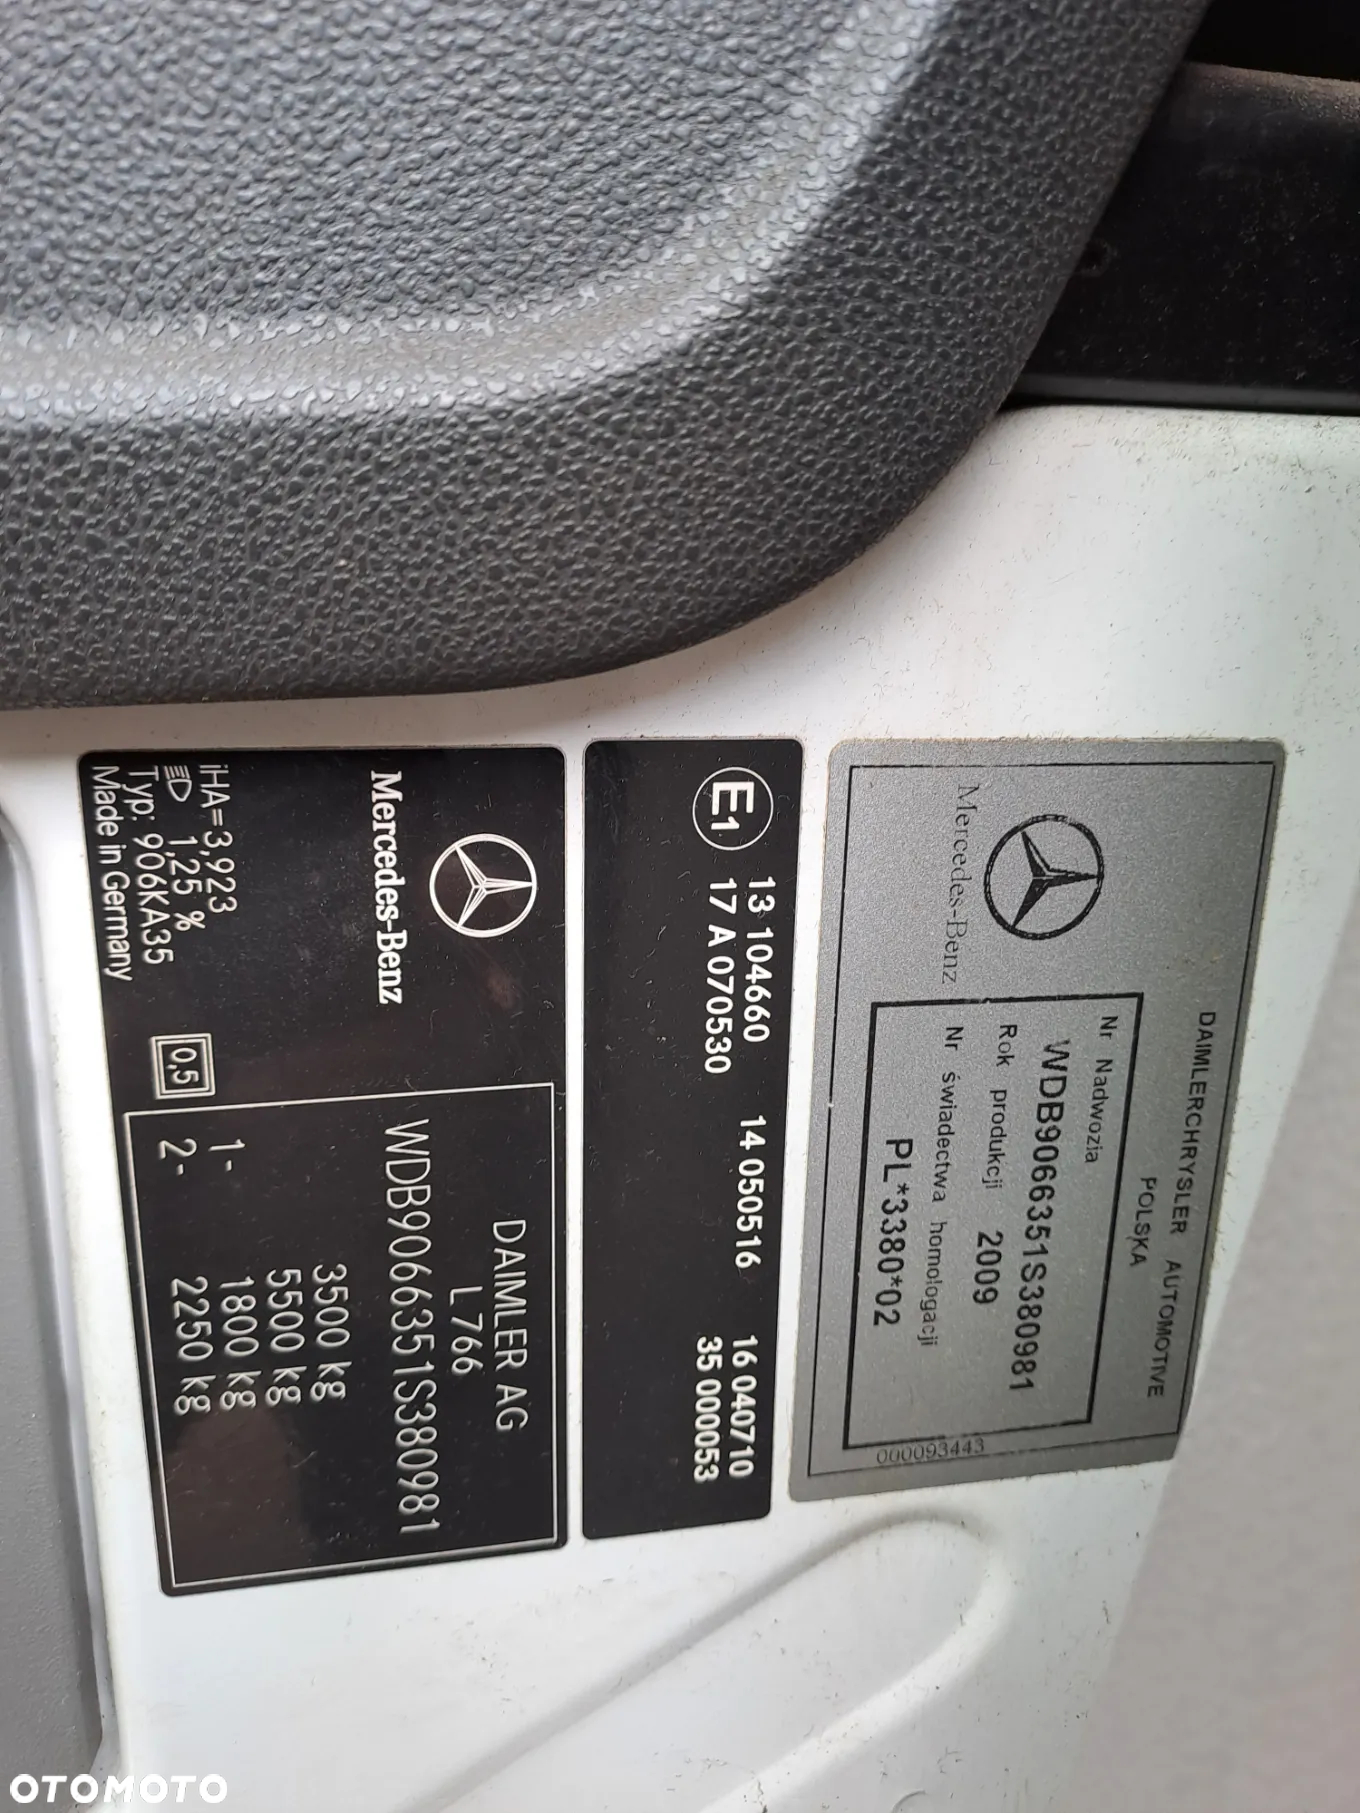 DAIMLERCHRYSLER AUTOMOTIVE
POLSKA
Mercedes-Benz
Nr Nadwozia
WDB9066351S380981
Rok produkcji 2009
Nr świadectwa homologacji
PL*3380*02
000093443
E1
13 104660 14 050516 16 040710
17 A 070530 35 000053
Mercedes-Benz
DAIMLER AG
L 766
WDB9066351S380981
3500 kg
5500 kg
1- 1800 kg
2- 2250 kg
iHA=3,923
1,25 %
Typ: 906KA35
Made in Germany
0,5
OTOMOTO